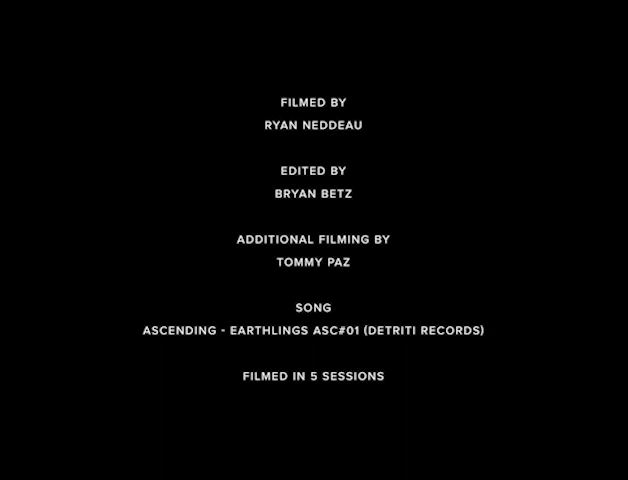 FILMED BY
RYAN NEDDEAU
EDITED BY
BRYAN BETZ
ADDITIONAL FILMING BY
TOMMY PAZ
SONG
ASCENDING - EARTHLINGS ASC#01 (DETRITI RECORDS)
FILMED IN 5 SESSIONS